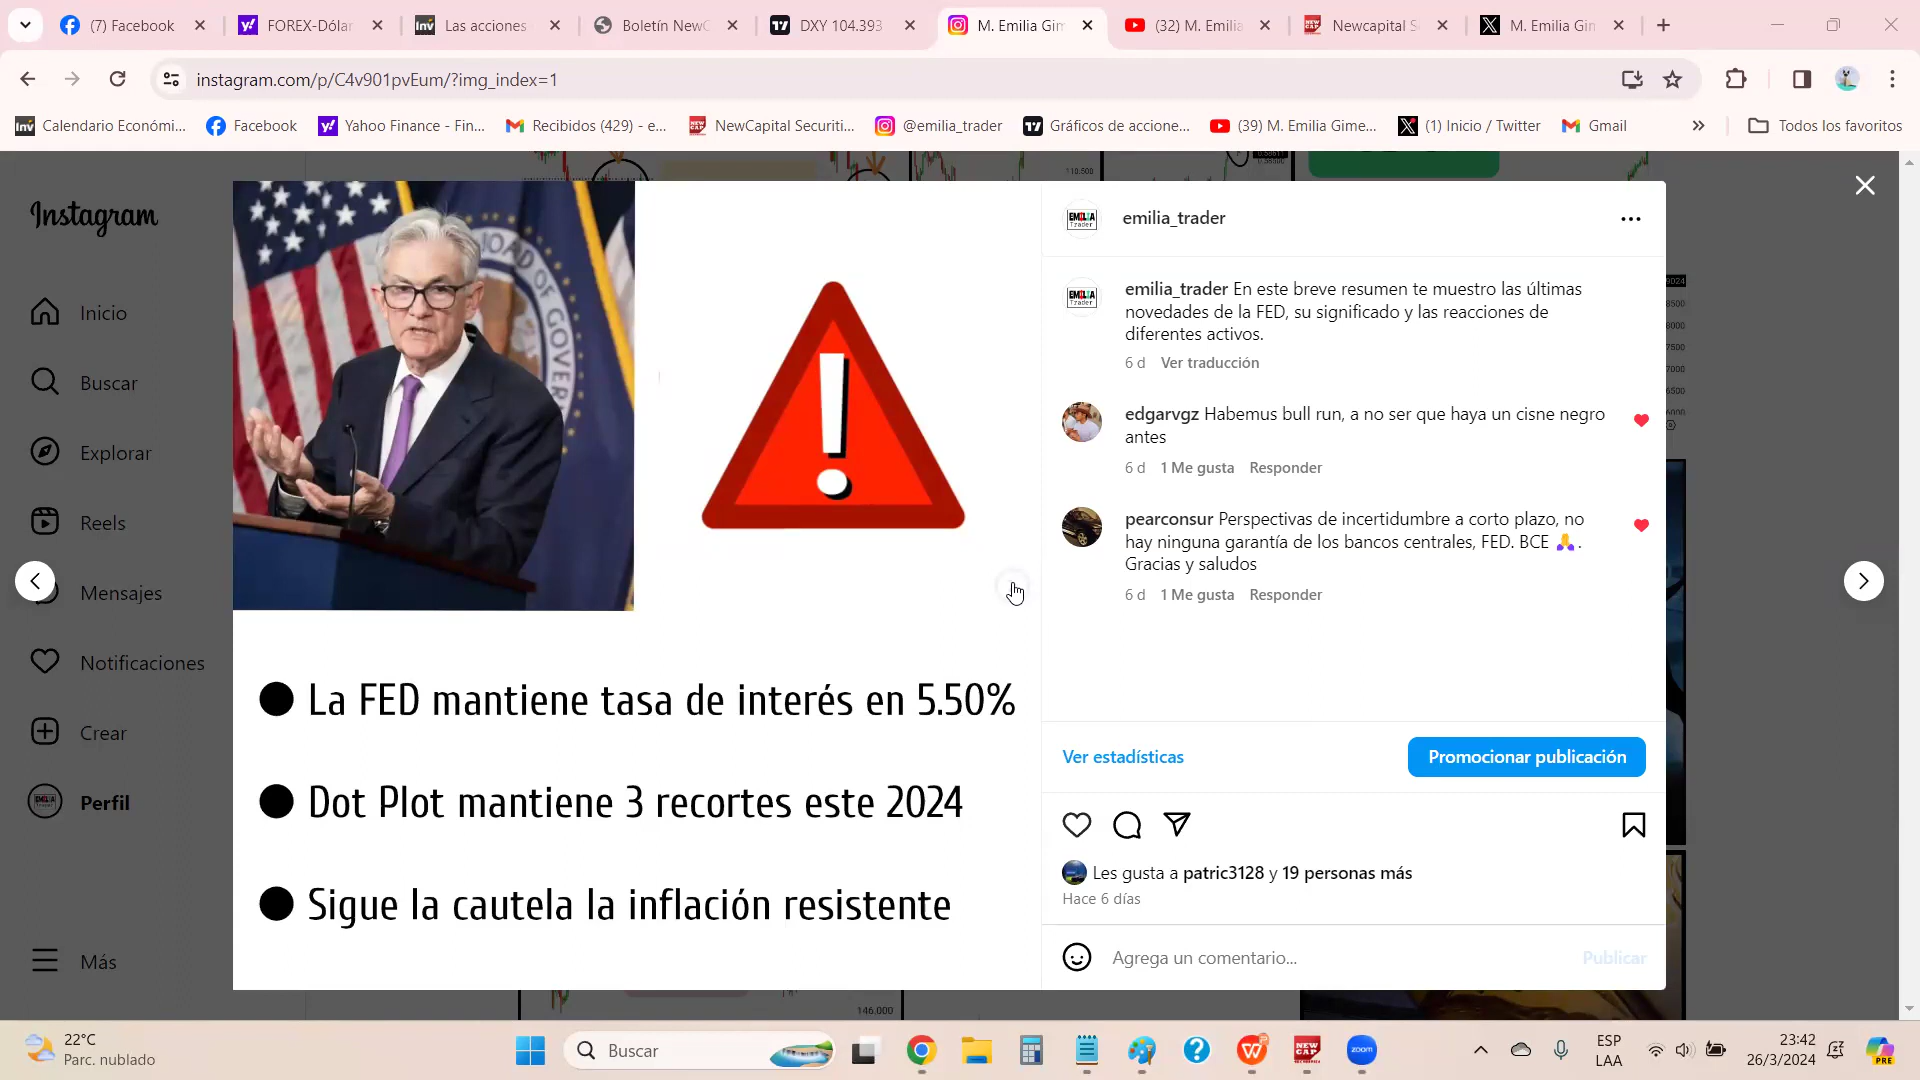 (7) Facebook
FOREX-Dólar
Las acciones
Boletín NewC
DXY 104.393
M. Emilia Gim
(32) M. Emilia
Newcapital S
M. Emilia Gim
instagram.com/p/C4v901pvEum/?img_index=1
Calendario Económi...
Facebook
Yahoo Finance - Fin...
Recibidos (429) - e...
NewCapital Securiti...
@emilia_trader
Gráficos de accione...
(39) M. Emilia Gime...
(1) Inicio / Twitter
Gmail
Todos los favoritos
Instagram
Inicio
Buscar
Explorar
Reels
Mensajes
Notificaciones
Crear
Perfil
Más
La FED mantiene tasa de interés en 5.50%
Dot Plot mantiene 3 recortes este 2024
Sigue la cautela la inflación resistente
emilia_trader
emilia_trader En este breve resumen te muestro las últimas
novedades de la FED, su significado y las reacciones de
diferentes activos.
6 d Ver traducción
edgarvgz Habemus bull run, a no ser que haya un cisne negro
antes
6 d 1 Me gusta Responder
pearconsur Perspectivas de incertidumbre a corto plazo, no
hay ninguna garantía de los bancos centrales, FED. BCE 🙏.
Gracias y saludos
6 d 1 Me gusta Responder
Ver estadísticas
Promocionar publicación
Les gusta a patric3128 y 19 personas más
Hace 6 días
Agrega un comentario...
Publicar
146.000
22°C
Parc. nublado
Buscar
ESP
LAA
23:42
26/3/2024